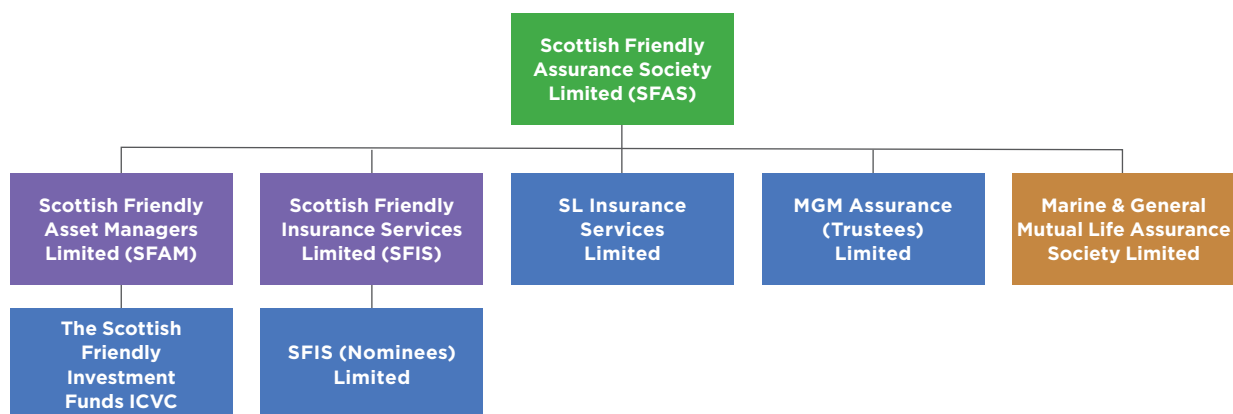 Scottish Friendly
Assurance Society
Limited (SFAS)
Scottish Friendly
Asset Managers
Limited (SFAM)
Scottish Friendly
Insurance Services
Limited (SFIS)
SL Insurance
Services
Limited
MGM Assurance
(Trustees)
Limited
Marine & General
Mutual Life Assurance
Society Limited
The Scottish
Friendly
Investment
Funds ICVC
SFIS (Nominees)
Limited